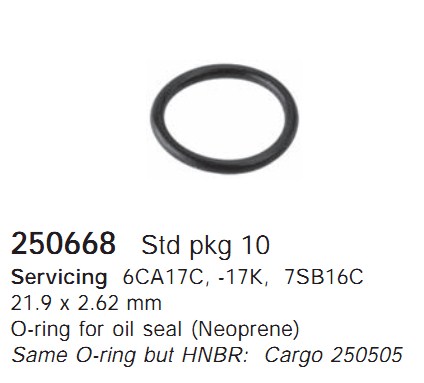 250668 Std pkg 10
Servicing 6CA17C, -17K, 7SB16C
21.9 x 2.62 mm
O-ring for oil seal (Neoprene)
Same O-ring but HNBR: Cargo 250505